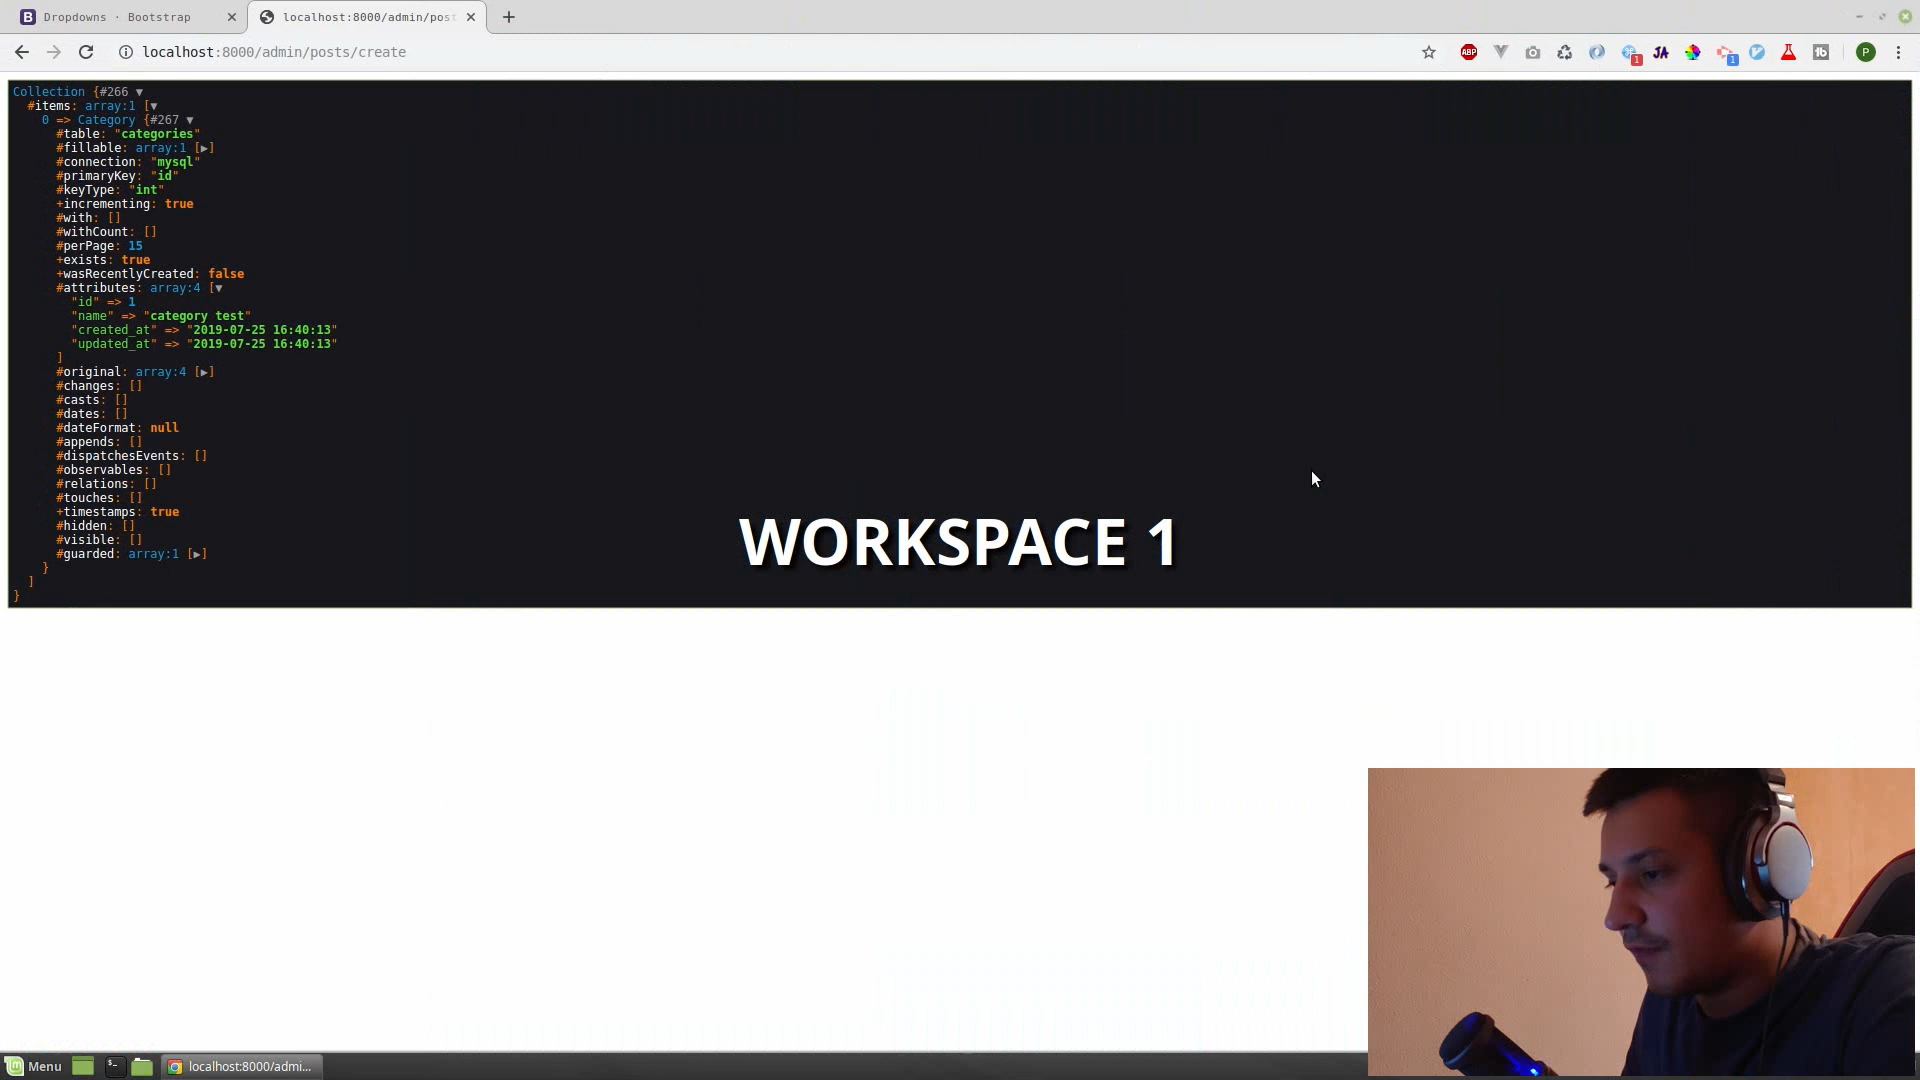 Dropdowns · Bootstrap
localhost:8000/admin/post
localhost:8000/admin/posts/create
ABP
1
JA
1
P
Collection {#266 ▼
#items: array:1 [▼
0 => Category {#267 ▼
#table: "categories"
#fillable: array:1 [▶]
#connection: "mysql"
#primaryKey: "id"
#keyType: "int"
+incrementing: true
#with: []
#withCount: []
#perPage: 15
+exists: true
+wasRecentlyCreated: false
#attributes: array:4 [▼
"id" => 1
"name" => "category test"
"created_at" => "2019-07-25 16:40:13"
"updated_at" => "2019-07-25 16:40:13"
]
#original: array:4 [▶]
#changes: []
#casts: []
#dates: []
#dateFormat: null
#appends: []
#dispatchesEvents: []
#observables: []
#relations: []
#touches: []
+timestamps: true
#hidden: []
#visible: []
#guarded: array:1 [▶]
}
]
}
WORKSPACE 1
Menu
localhost:8000/admi...